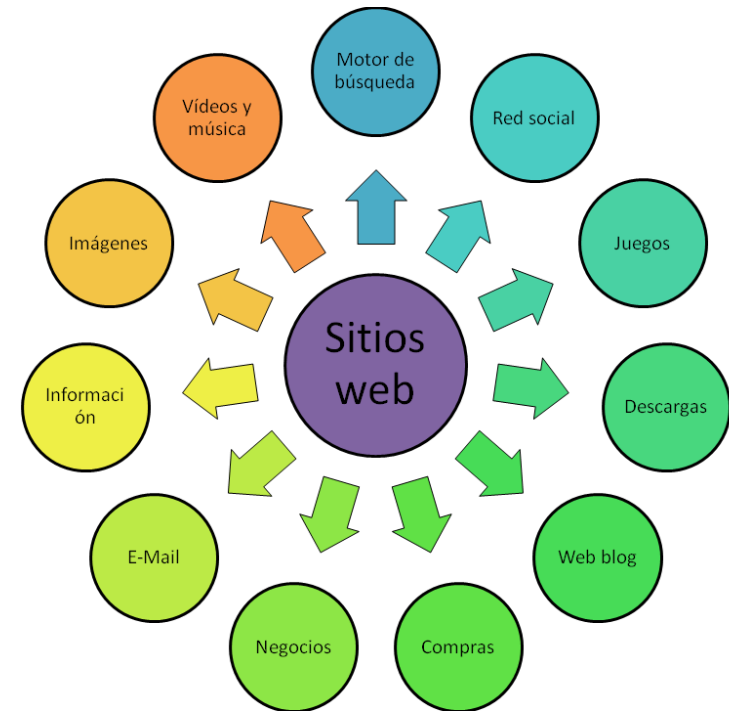 Motor de
búsqueda
Red social
Juegos
Descargas
Web blog
Compras
Negocios
E-Mail
Informaci
ón
Imágenes
Vídeos y
música
Sitios
web